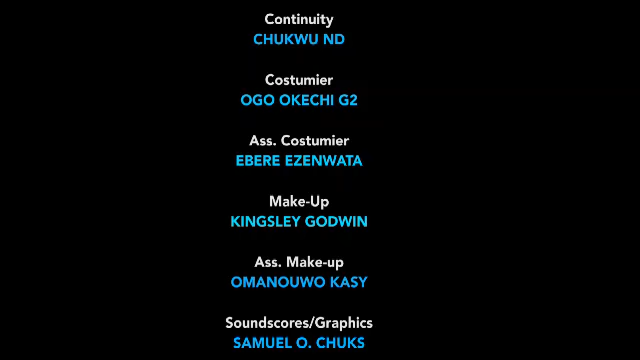 Continuity
CHUKWU ND
Costumier
OGO OKECHI G2
Ass. Costumier
EBERE EZENWATA
Make-Up
KINGSLEY GODWIN
Ass. Make-up
OMANOUWO KASY
Soundscores/Graphics
SAMUEL O. CHUKS